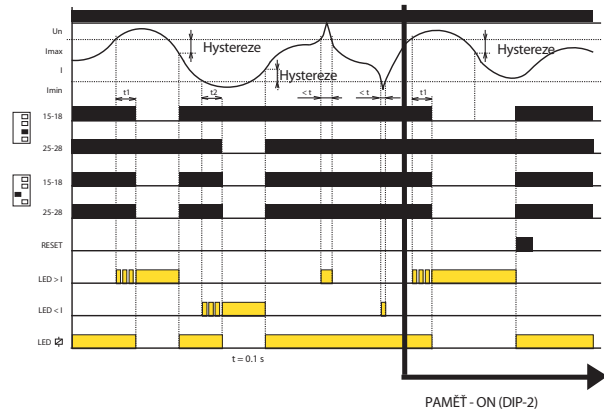 Un
Imax
I
Imin
Hystereze
Hystereze
Hystereze
t1
t2
< t
< t
t1
15-18
25-28
15-18
25-28
RESET
LED > I
LED < I
LED
t = 0.1 s
PAMĚŤ - ON (DIP-2)